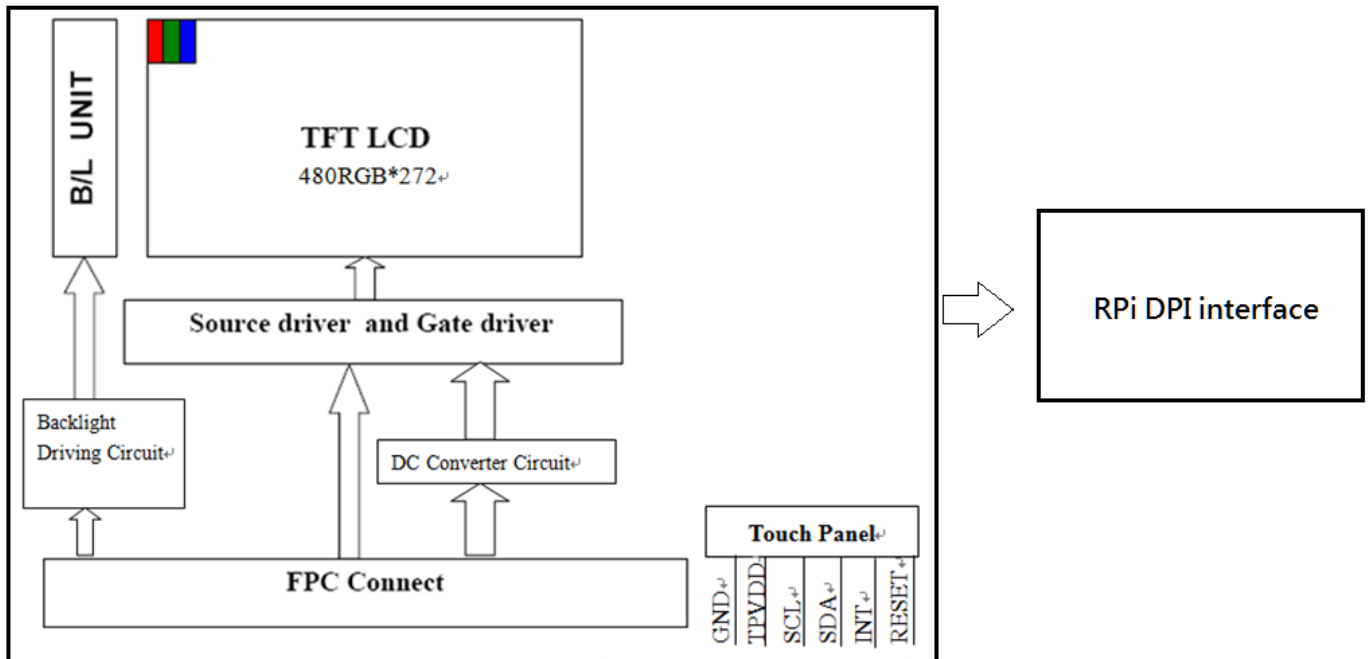 B/L UNIT
TFT LCD
480RGB*272
Source driver and Gate driver
Backlight
Driving Circuit
DC Converter Circuit
FPC Connect
Touch Panel
GND
TPVDD
SCL
SDA
INT
RESET
RPi DPI interface